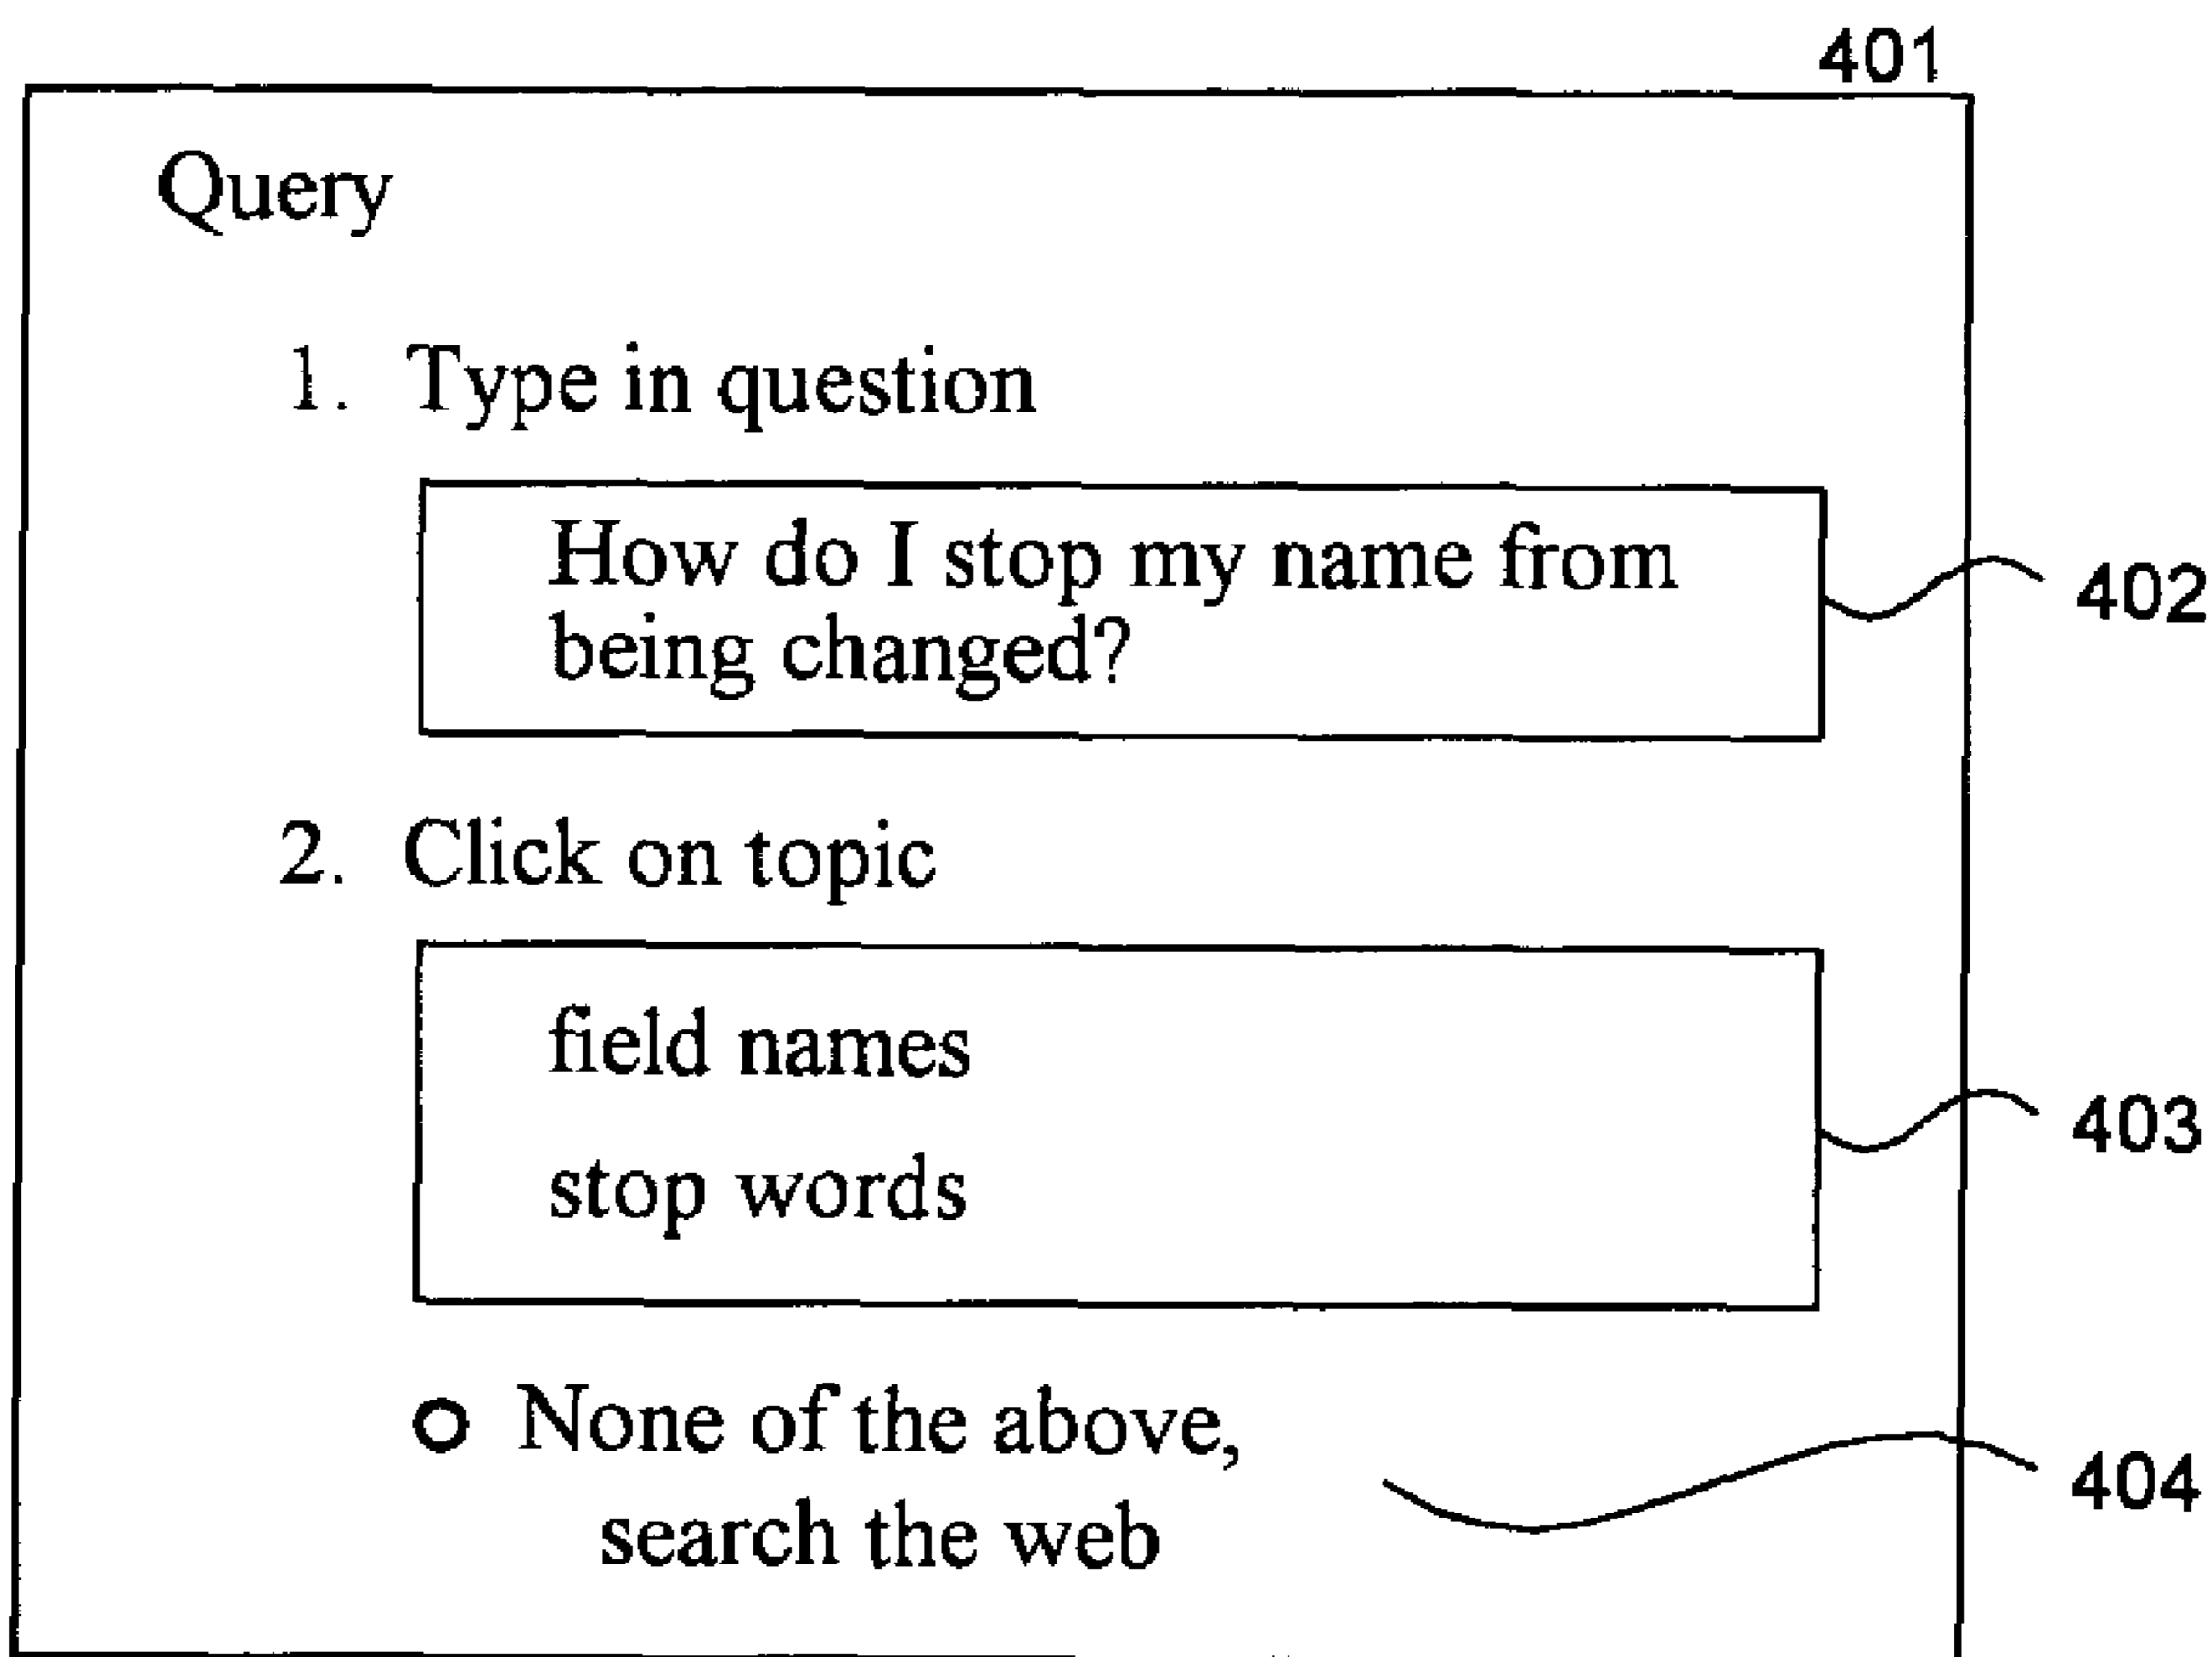 401
Query
1. Type in question
How do I stop my name from
being changed?
402
2. Click on topic
field names
stop words
403
None of the above,
search the web
404